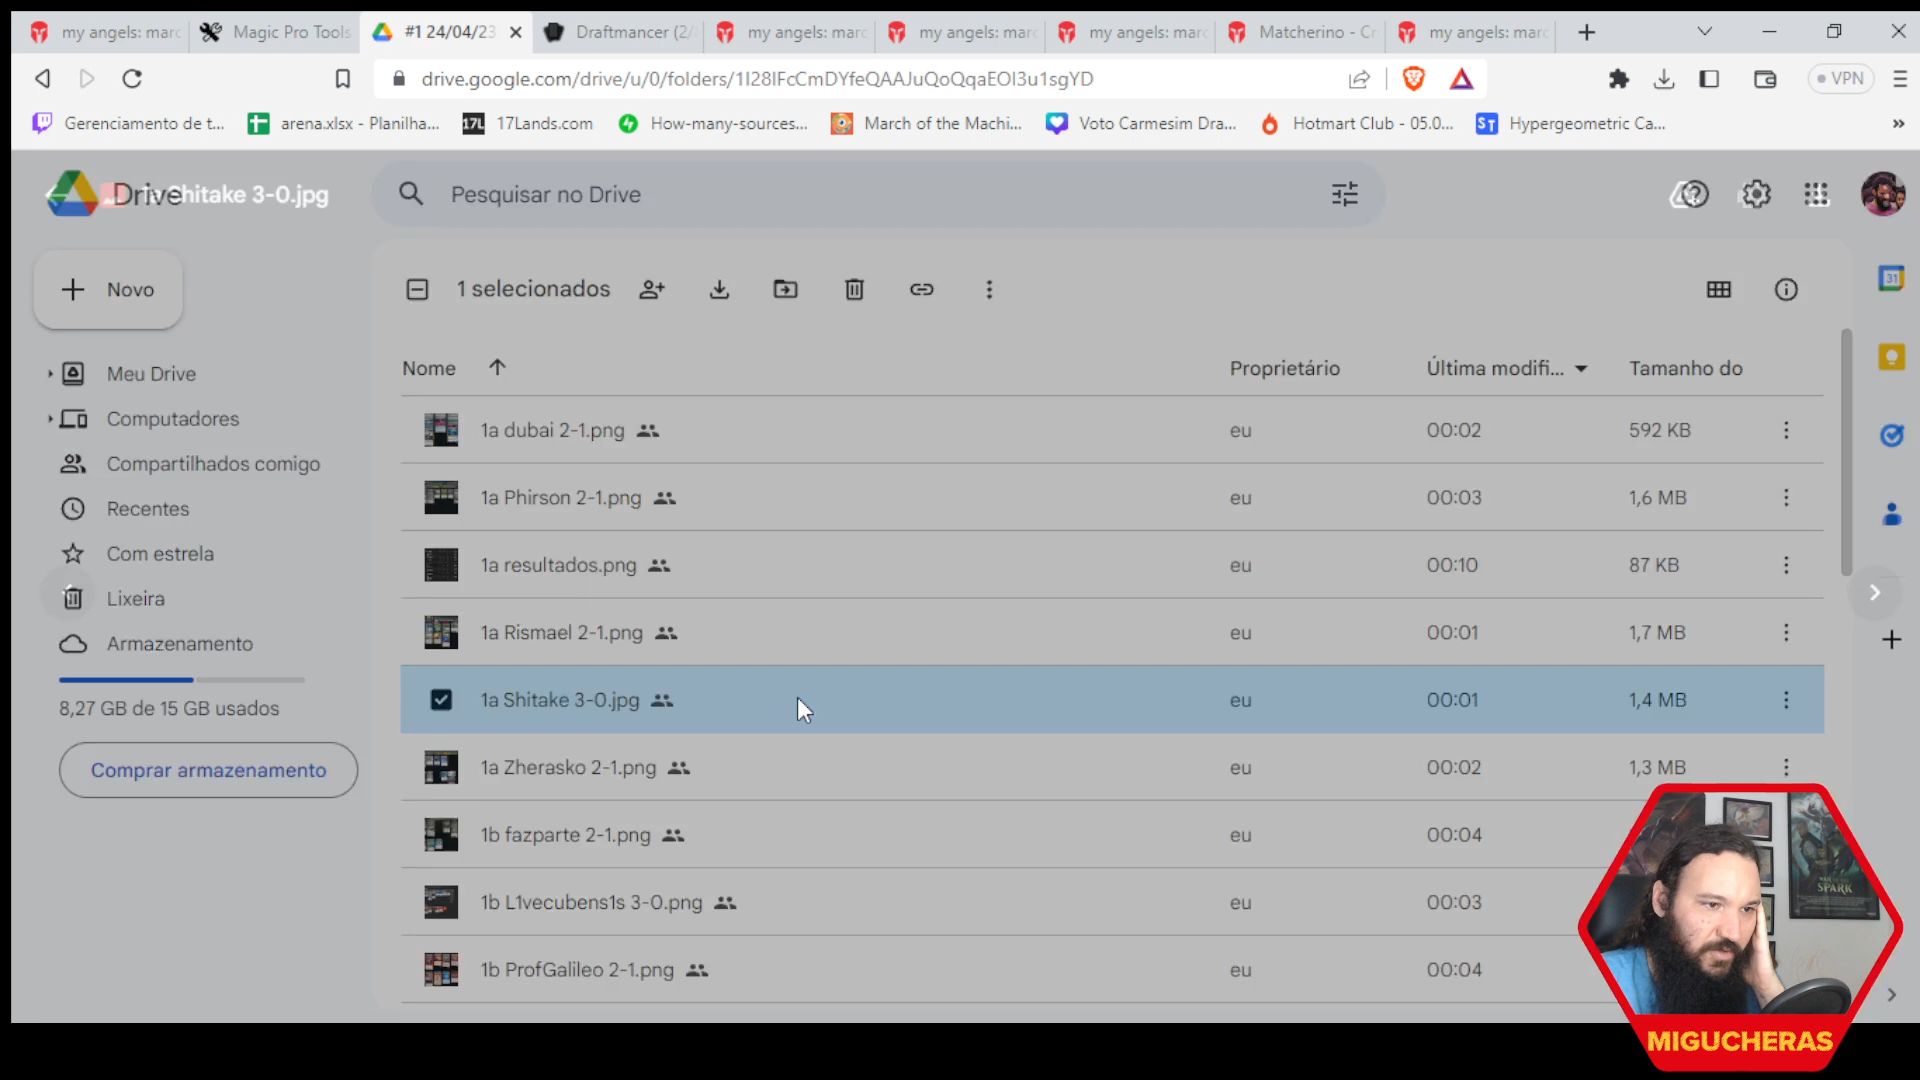 my angels: marc
Magic Pro Tools
#1 24/04/23
Draftmancer (2/
my angels: marc
my angels: marc
my angels: marc
Matcherino - Cr
my angels: marc
drive.google.com/drive/u/0/folders/1I28IFcCmDYfeQAAJuQoQqaEOI3u1sgYD
VPN
Gerenciamento de t...
arena.xlsx - Planilha...
17L
17Lands.com
How-many-sources...
March of the Machi...
Voto Carmesim Dra...
Hotmart Club - 05.0...
ST
Hypergeometric Ca...
»
Drive
1a Shitake 3-0.jpg
Pesquisar no Drive
Novo
1 selecionados
31
Meu Drive
Computadores
Compartilhados comigo
Recentes
Com estrela
Lixeira
Armazenamento
8,27 GB de 15 GB usados
Comprar armazenamento
Nome
Proprietário
Última modifi...
Tamanho do
1a dubai 2-1.png
eu
00:02
592 KB
1a Phirson 2-1.png
eu
00:03
1,6 MB
1a resultados.png
eu
00:10
87 KB
1a Rismael 2-1.png
eu
00:01
1,7 MB
1a Shitake 3-0.jpg
eu
00:01
1,4 MB
1a Zherasko 2-1.png
eu
00:02
1,3 MB
1b fazparte 2-1.png
eu
00:04
1b L1vecubens1s 3-0.png
eu
00:03
1b ProfGalileo 2-1.png
eu
00:04
SPARK
MIGUCHERAS